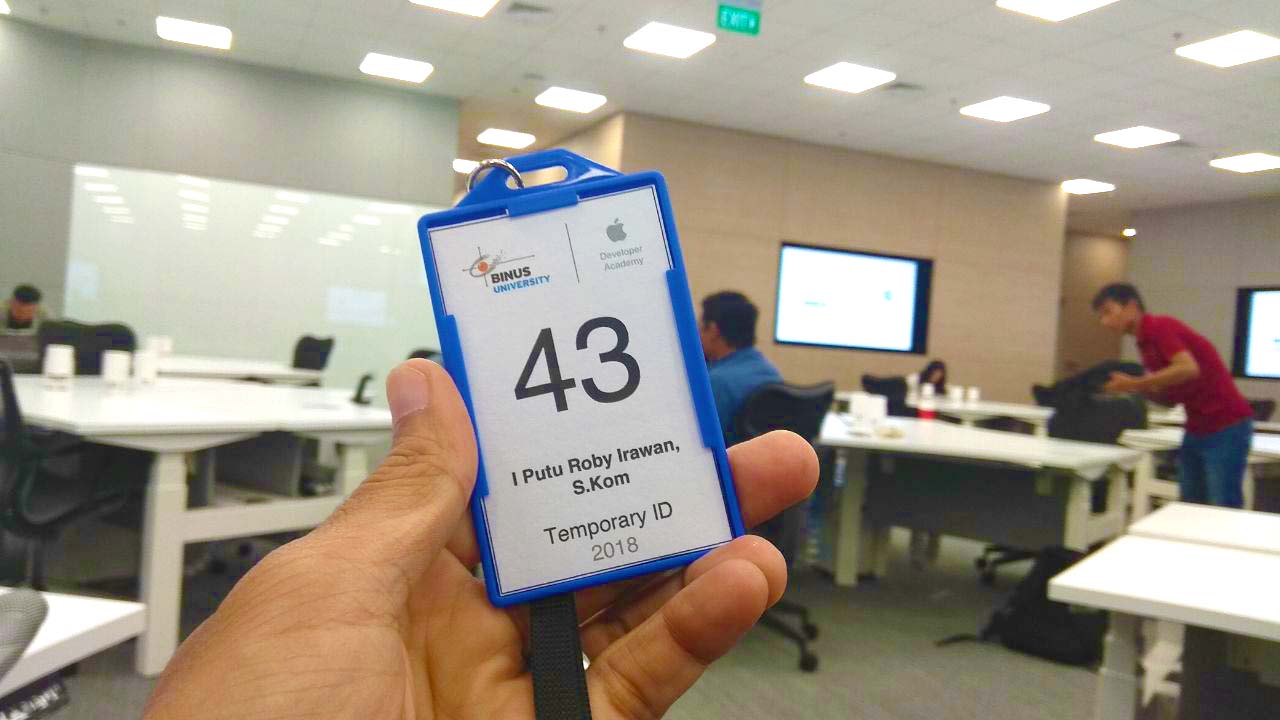 EXIT
BINUS
UNIVERSITY
Developer
Academy
43
I Putu Roby Irawan,
S.Kom
Temporary ID
2018